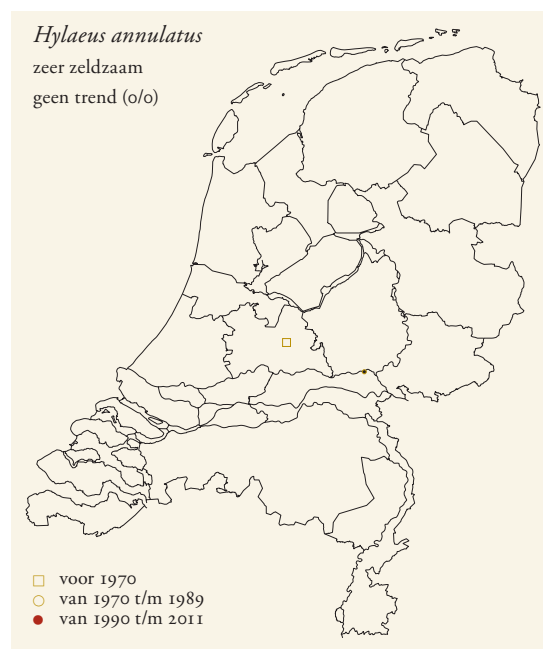 Hylaeus annulatus
zeer zeldzaam
geen trend (0/0)
voor 1970
van 1970 t/m 1989
van 1990 t/m 2011